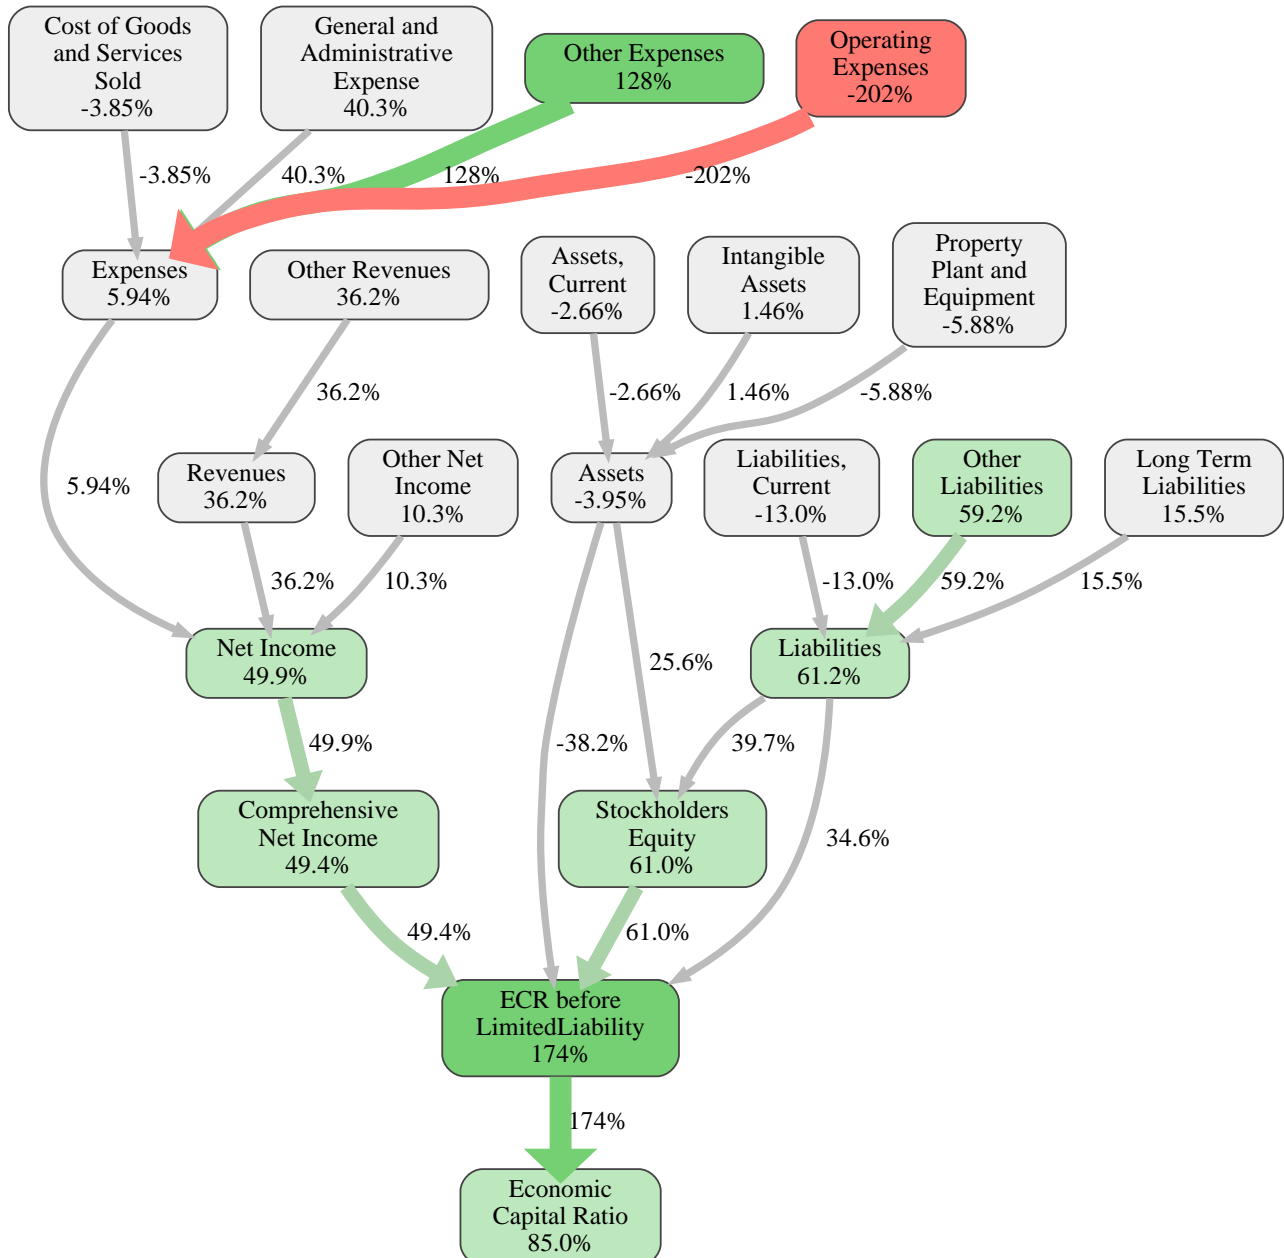 Cost of Goods
and Services
Sold
-3.85%
General and
Administrative
Expense
40.3%
Other Expenses
128%
Operating
Expenses
-202%
-3.85%
40.3%
128%
-202%
Expenses
5.94%
Other Revenues
36.2%
Assets,
Current
-2.66%
Intangible
Assets
1.46%
Property
Plant and
Equipment
-5.88%
36.2%
-2.66%
1.46%
-5.88%
5.94%
Revenues
36.2%
Other Net
Income
10.3%
Assets
-3.95%
Liabilities,
Current
-13.0%
Other
Liabilities
59.2%
Long Term
Liabilities
15.5%
36.2%
10.3%
-13.0%
59.2%
15.5%
Net Income
49.9%
Liabilities
61.2%
25.6%
49.9%
-38.2%
39.7%
Comprehensive
Net Income
49.4%
Stockholders
Equity
61.0%
34.6%
49.4%
61.0%
ECR before
LimitedLiability
174%
174%
Economic
Capital Ratio
85.0%